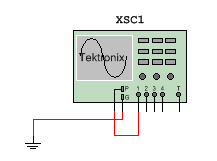 XSC1
Tektronix
P
G
1 2 3 4 T